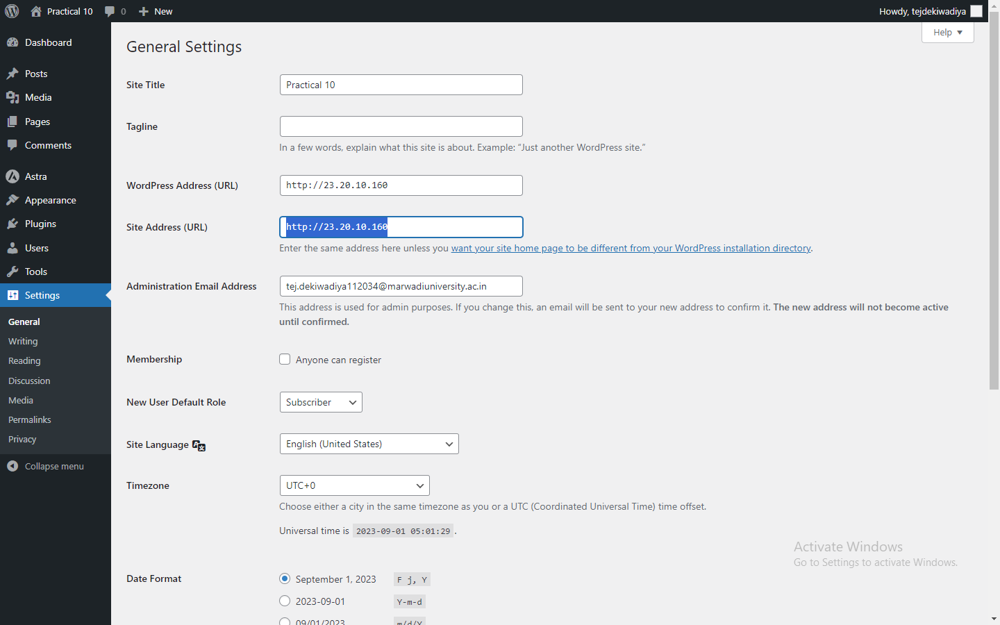 Practical 10 0 New Howdy, tejdekiwadiya
Help
Dashboard
Posts
Media
Pages
Comments
Astra
Appearance
Plugins
Users
Tools
Settings
General
Writing
Reading
Discussion
Media
Permalinks
Privacy
Collapse menu
General Settings
Site Title Practical 10
Tagline
In a few words, explain what this site is about. Example: “Just another WordPress site.”
WordPress Address (URL) http://23.20.10.160
Site Address (URL) http://23.20.10.160
Enter the same address here unless you want your site home page to be different from your WordPress installation directory.
Administration Email Address tej.dekiwadiya112034@marwadiuniversity.ac.in
This address is used for admin purposes. If you change this, an email will be sent to your new address to confirm it. The new address will not become active
until confirmed.
Membership Anyone can register
New User Default Role Subscriber
Site Language English (United States)
Timezone UTC+0
Choose either a city in the same timezone as you or a UTC (Coordinated Universal Time) time offset.
Universal time is 2023-09-01 05:01:29 .
Date Format September 1, 2023 F j, Y
2023-09-01 Y-m-d
09/01/2023 m/d/Y
Activate Windows
Go to Settings to activate Windows.